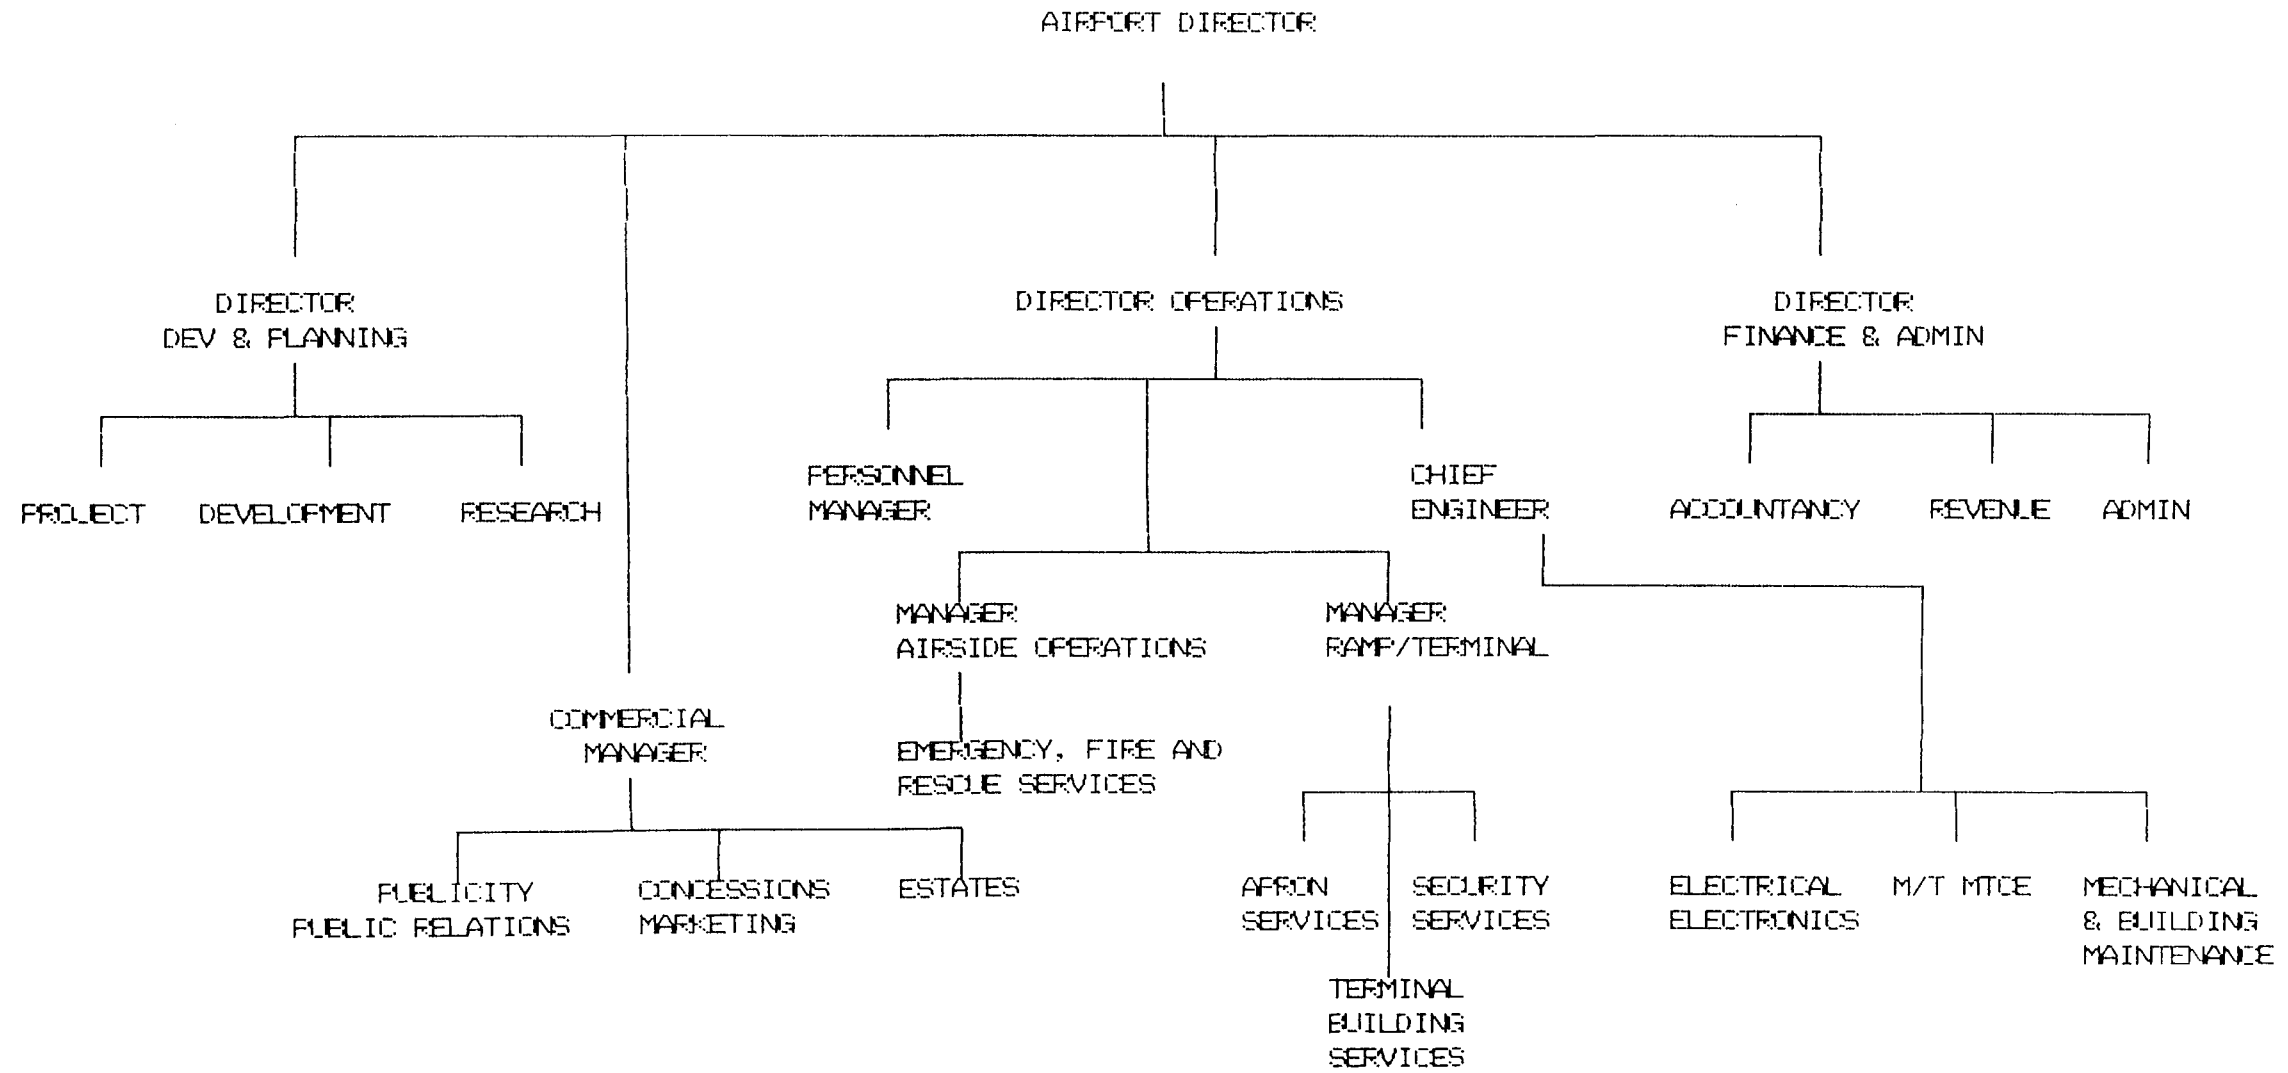 AIRPORT DIRECTOR
DIRECTOR
DEV & PLANNING
DIRECTOR OPERATIONS
DIRECTOR
FINANCE & ADMIN
PROJECT
DEVELOPMENT
RESEARCH
PERSONNEL
MANAGER
CHIEF
ENGINEER
ACCOUNTANCY
REVENUE
ADMIN
MANAGER
AIRSIDE OPERATIONS
MANAGER
RAMP/TERMINAL
COMMERCIAL
MANAGER
EMERGENCY, FIRE AND
RESCUE SERVICES
PUBLICITY
PUBLIC RELATIONS
CONCESSIONS
MARKETING
ESTATES
APRON
SERVICES
SECURITY
SERVICES
ELECTRICAL
ELECTRONICS
M/T MTCE
MECHANICAL
& BUILDING
MAINTENANCE
TERMINAL
BUILDING
SERVICES